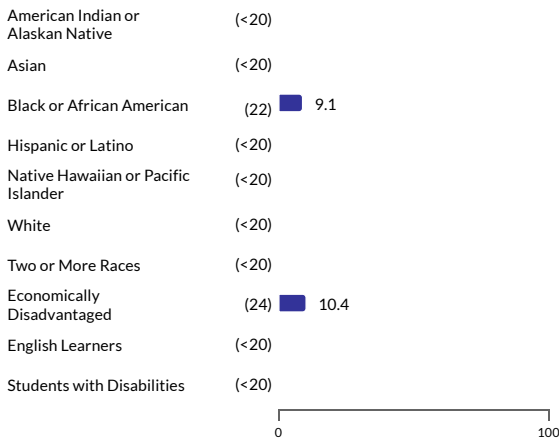 American Indian or
Alaskan Native (<20)
Asian (<20)
Black or African American (22) 9.1
Hispanic or Latino (<20)
Native Hawaiian or Pacific
Islander (<20)
White (<20)
Two or More Races (<20)
Economically
Disadvantaged (24) 10.4
English Learners (<20)
Students with Disabilities (<20)
0 100